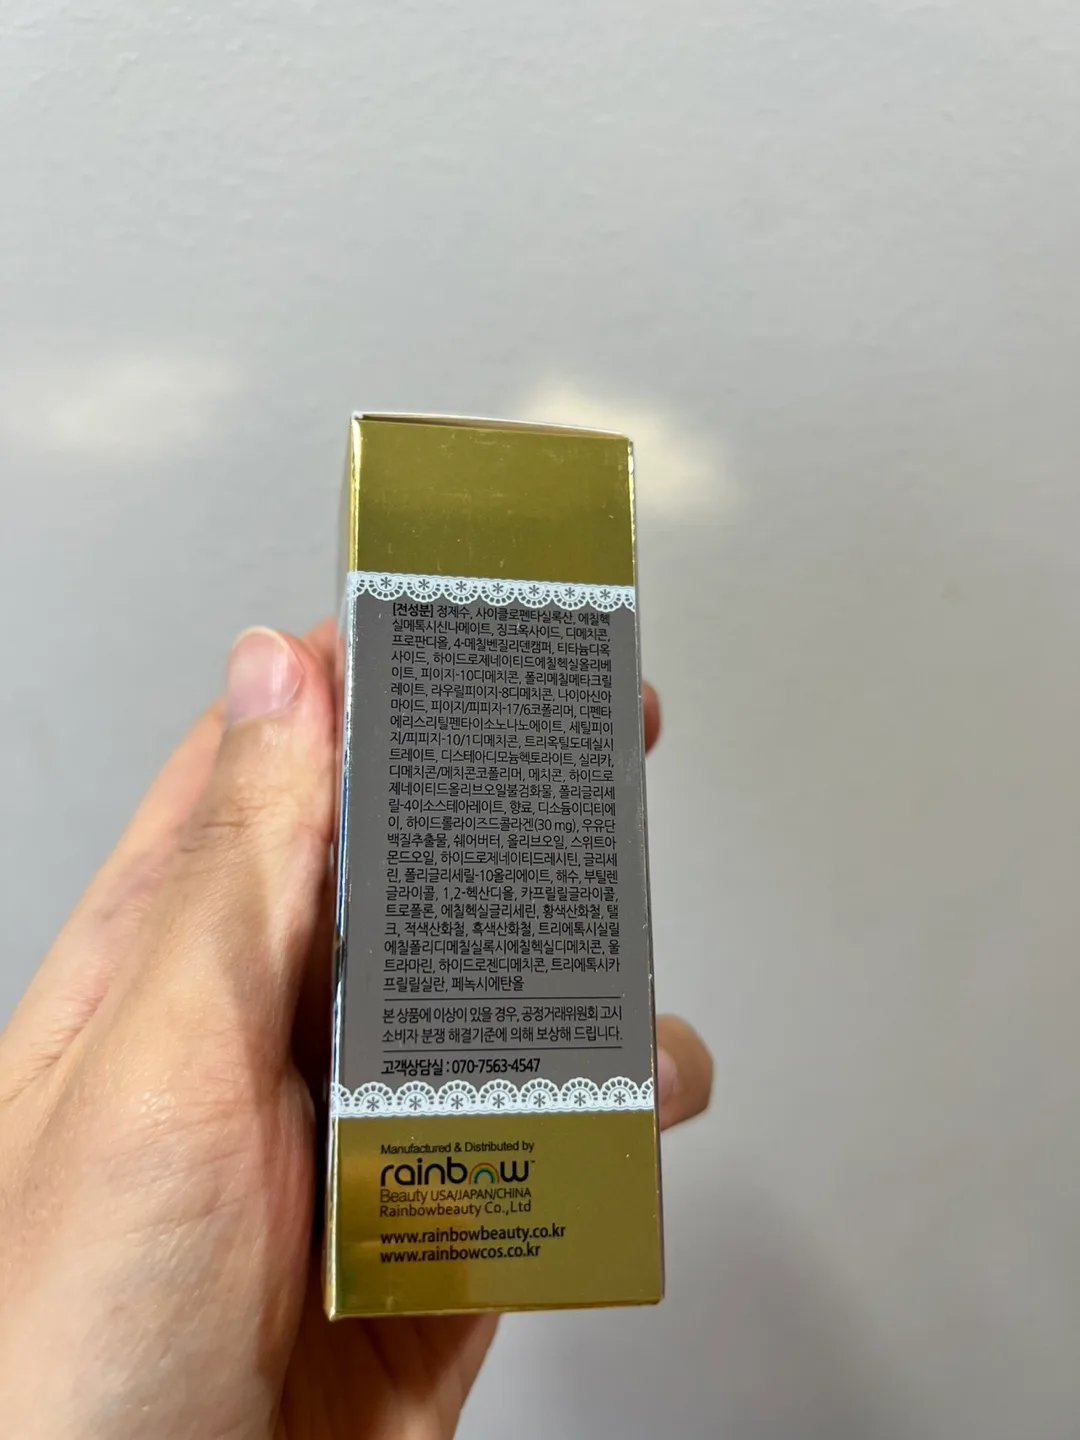 [전성분] 정제수, 사이클로펜타실록산, 에칠헥
실메톡시신나메이트, 징크옥사이드, 디메치콘,
프로판디올, 4-메칠벤질리덴캠퍼, 티타늄디옥
사이드, 하이드로제네이티드에칠헥실올리베
이트, 피이지-10디메치콘, 폴리메칠메타크릴
레이트, 라우릴피이지-8디메치콘, 나이아신아
마이드, 피이지/피피지-17/6코폴리머, 디펜타
에리스리틸펜타이소노나노에이트, 세틸피이
지/피피지-10/1디메치콘, 트리옥틸도데실시
트레이트, 디스테아디모늄헥토라이트, 실리카,
디메치콘/메치콘코폴리머, 메치콘, 하이드로
제네이티드올리브오일불검화물, 폴리글리세
릴-4이소스테아레이트, 향료, 디소듐이디티에
이, 하이드롤라이즈드콜라겐(30 mg), 우유단
백질추출물, 쉐어버터, 올리브오일, 스위트아
몬드오일, 하이드로제네이티드레시틴, 글리세
린, 폴리글리세릴-10올리에이트, 해수, 부틸렌
글라이콜, 1,2-헥산디올, 카프릴릴글라이콜,
트로폴론, 에칠헥실글리세린, 황색산화철, 탤
크, 적색산화철, 흑색산화철, 트리에톡시실릴
에칠폴리디메칠실록시에칠헥실디메치콘, 울
트라마린, 하이드로젠디메치콘, 트리에톡시카
프릴릴실란, 페녹시에탄올
본 상품에 이상이 있을 경우, 공정거래위원회 고시
소비자 분쟁 해결기준에 의해 보상해 드립니다.
고객상담실 : 070-7563-4547
Manufactured & Distributed by
rainbow™
Beauty USA/JAPAN/CHINA
Rainbowbeauty Co.,Ltd
www.rainbowbeauty.co.kr
www.rainbowcos.co.kr